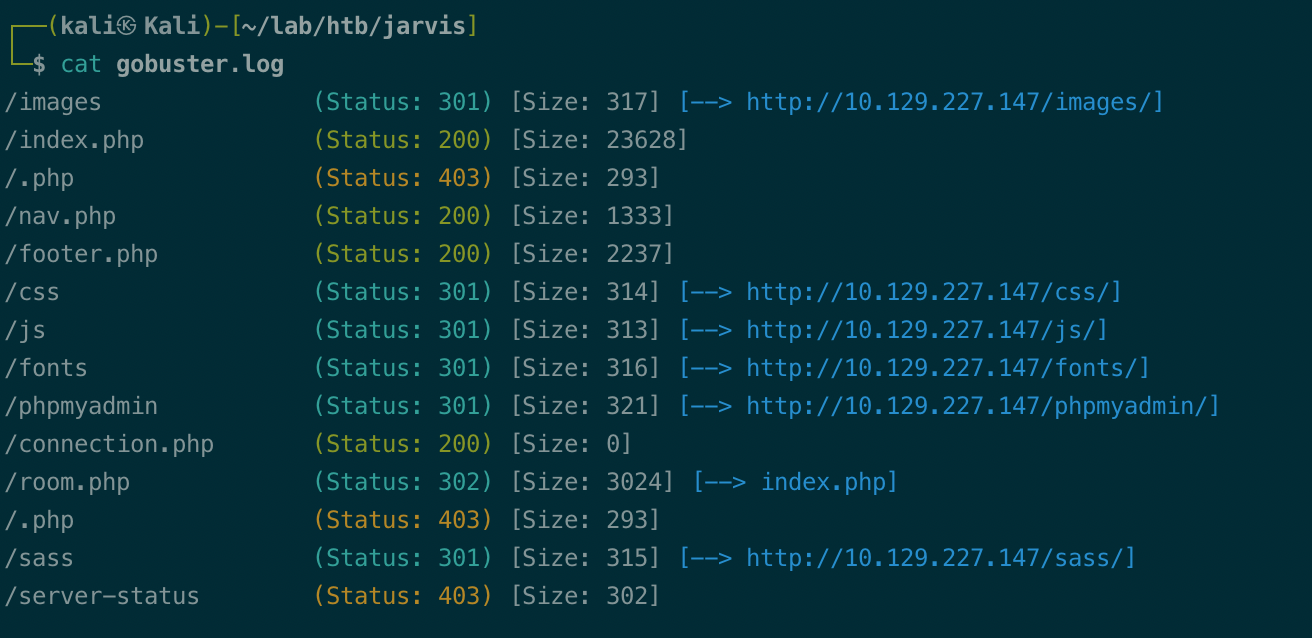 ┌──(kali㉿Kali)-[~/lab/htb/jarvis]
└─$ cat gobuster.log
/images               (Status: 301) [Size: 317] [--> http://10.129.227.147/images/]
/index.php            (Status: 200) [Size: 23628]
/.php                 (Status: 403) [Size: 293]
/nav.php              (Status: 200) [Size: 1333]
/footer.php           (Status: 200) [Size: 2237]
/css                  (Status: 301) [Size: 314] [--> http://10.129.227.147/css/]
/js                   (Status: 301) [Size: 313] [--> http://10.129.227.147/js/]
/fonts                (Status: 301) [Size: 316] [--> http://10.129.227.147/fonts/]
/phpmyadmin           (Status: 301) [Size: 321] [--> http://10.129.227.147/phpmyadmin/]
/connection.php       (Status: 200) [Size: 0]
/room.php             (Status: 302) [Size: 3024] [--> index.php]
/.php                 (Status: 403) [Size: 293]
/sass                 (Status: 301) [Size: 315] [--> http://10.129.227.147/sass/]
/server-status        (Status: 403) [Size: 302]